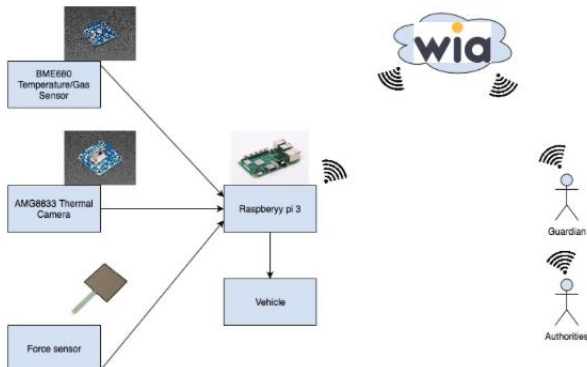 wia
BME680
Temperature/Gas
Sensor
AMG8833 Thermal
Camera
Raspberyy pi 3
Guardian
Vehicle
Force sensor
Authorities